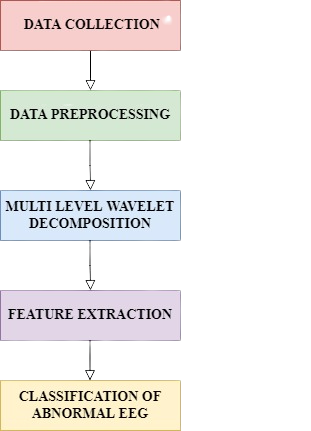 DATA COLLECTION
DATA PREPROCESSING
MULTI LEVEL WAVELET
DECOMPOSITION
FEATURE EXTRACTION
CLASSIFICATION OF
ABNORMAL EEG